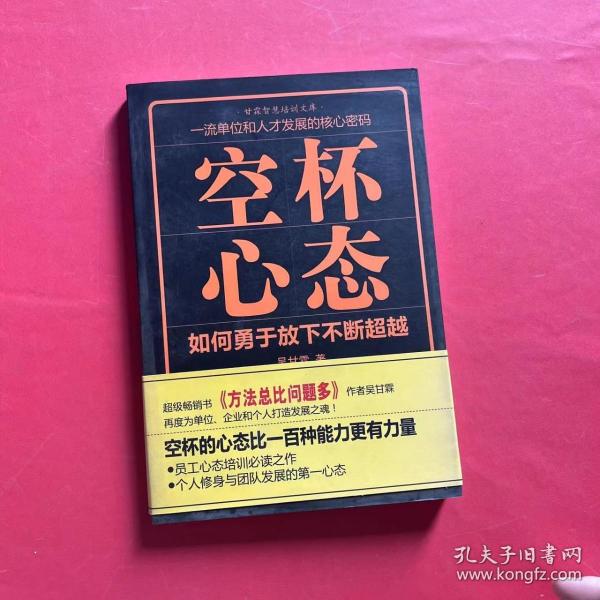 ·甘霖智慧培训文库·
一流单位和人才发展的核心密码
空杯
心态
如何勇于放下不断超越
吴甘霖 著
超级畅销书《方法总比问题多》作者吴甘霖
再度为单位、企业和个人打造发展之魂！
空杯的心态比一百种能力更有力量
●员工心态培训必读之作
●个人修身与团队发展的第一心态
孔夫子旧书网
www.kongfz.com